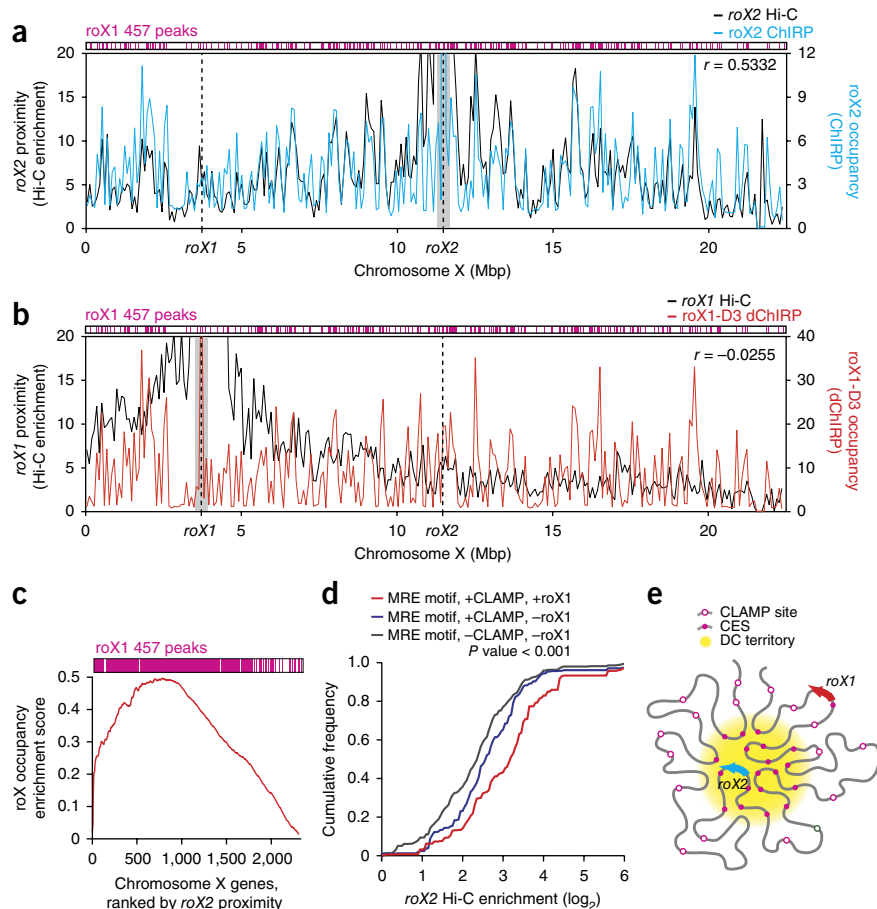 a
roX1 457 peaks
roX2 Hi-C
roX2 ChIRP
r = 0.5332
20
15
10
5
0
12
9
6
3
0
roX2 proximity
(Hi-C enrichment)
roX2 occupancy
(ChIRP)
0 roX1 5 10 roX2 15 20
Chromosome X (Mbp)
b
roX1 457 peaks
roX1 Hi-C
roX1-D3 dChIRP
r = –0.0255
20
15
10
5
0
40
30
20
10
0
roX1 proximity
(Hi-C enrichment)
roX1-D3 occupancy
(dChIRP)
0 roX1 5 10 roX2 15 20
Chromosome X (Mbp)
c
roX1 457 peaks
0.5
0.4
0.3
0.2
0.1
0
roX occupancy
enrichment score
0 500 1,000 1,500 2,000
Chromosome X genes,
ranked by roX2 proximity
d
MRE motif, +CLAMP, +roX1
MRE motif, +CLAMP, –roX1
MRE motif, –CLAMP, –roX1
P value < 0.001
1.0
0.8
0.6
0.4
0.2
0
Cumulative frequency
0 1 2 3 4 5 6
roX2 Hi-C enrichment (log2)
e
CLAMP site
CES
DC territory
roX1
roX2